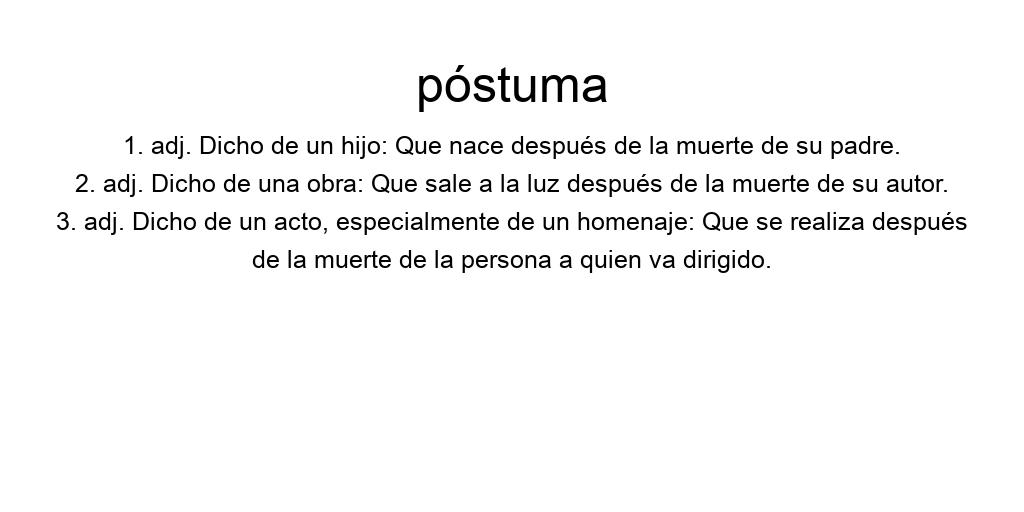 póstuma
1. adj. Dicho de un hijo: Que nace después de la muerte de su padre.
2. adj. Dicho de una obra: Que sale a la luz después de la muerte de su autor.
3. adj. Dicho de un acto, especialmente de un homenaje: Que se realiza después
de la muerte de la persona a quien va dirigido.